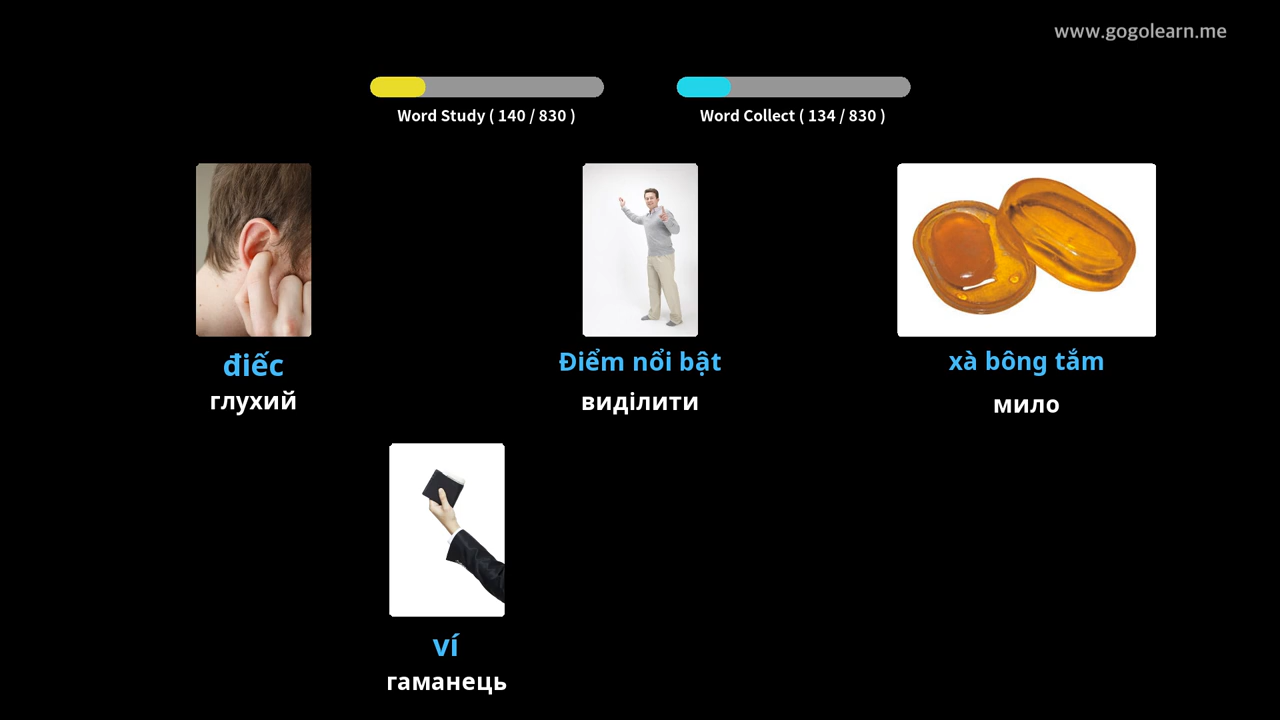 www.gogolearn.me
Word Study ( 140 / 830 )
Word Collect ( 134 / 830 )
điếc
глухий
Điểm nổi bật
виділити
xà bông tắm
мило
ví
гаманець